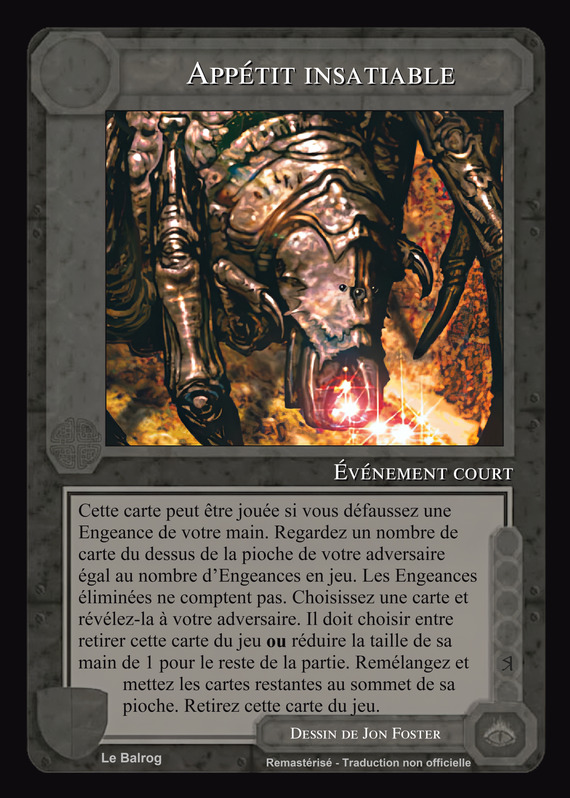 Appétit insatiable
Événement court
Cette carte peut être jouée si vous défaussez une
Engeance de votre main. Regardez un nombre de
carte du dessus de la pioche de votre adversaire
égal au nombre d’Engeances en jeu. Les Engeances
éliminées ne comptent pas. Choisissez une carte et
révélez-la à votre adversaire. Il doit choisir entre
retirer cette carte du jeu ou réduire la taille de sa
main de 1 pour le reste de la partie. Remélangez et
mettez les cartes restantes au sommet de sa
pioche. Retirez cette carte du jeu.
Dessin de Jon Foster
Le Balrog
Remastérisé - Traduction non officielle